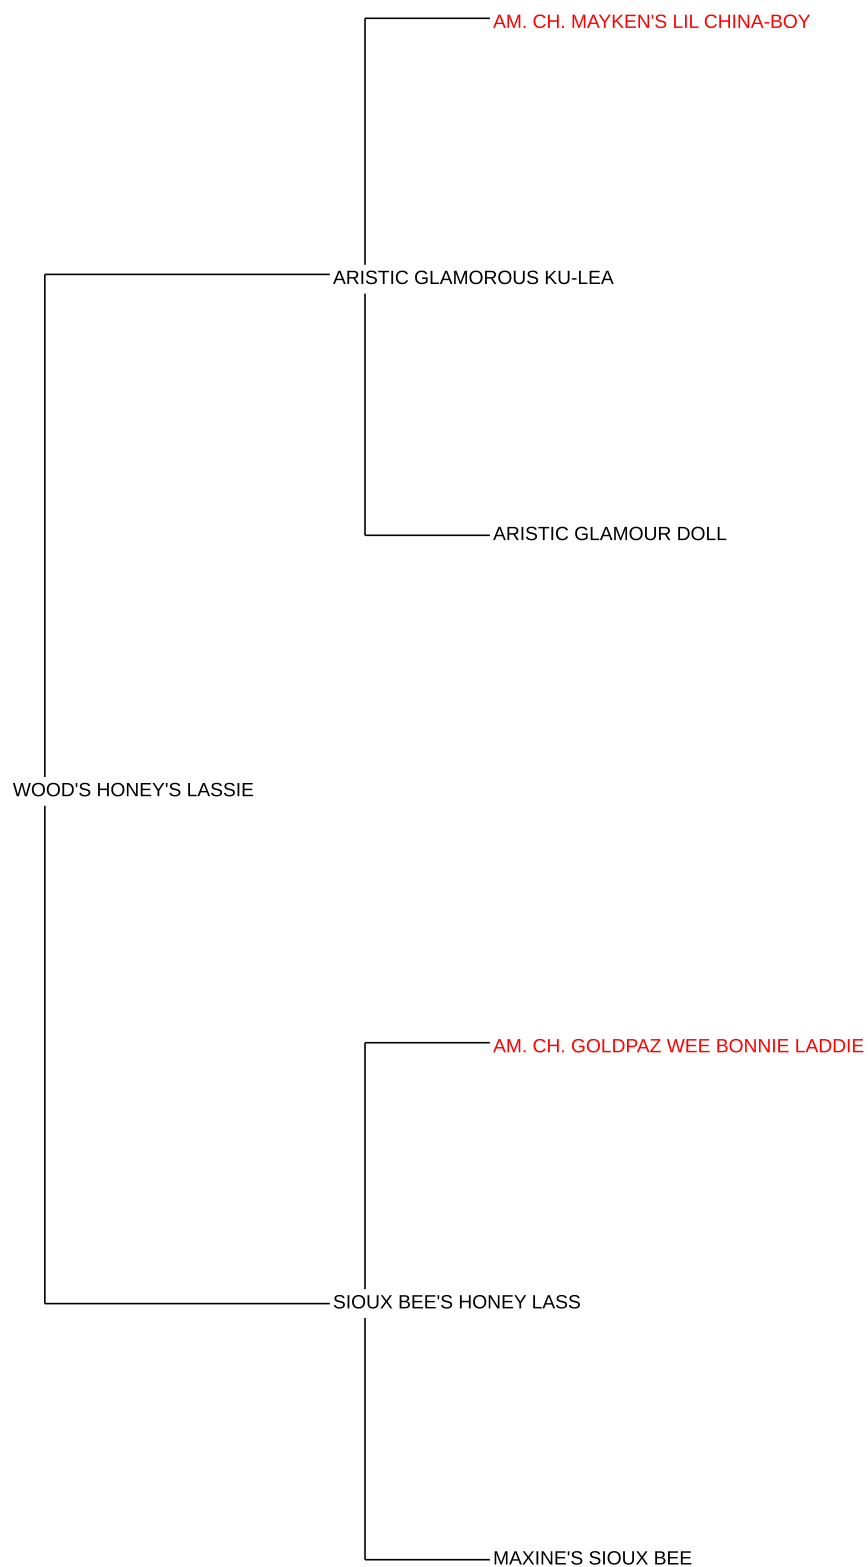 AM. CH. MAYKEN'S LIL CHINA-BOY
ARISTIC GLAMOROUS KU-LEA
ARISTIC GLAMOUR DOLL
WOOD'S HONEY'S LASSIE
AM. CH. GOLDPAZ WEE BONNIE LADDIE
SIOUX BEE'S HONEY LASS
MAXINE'S SIOUX BEE